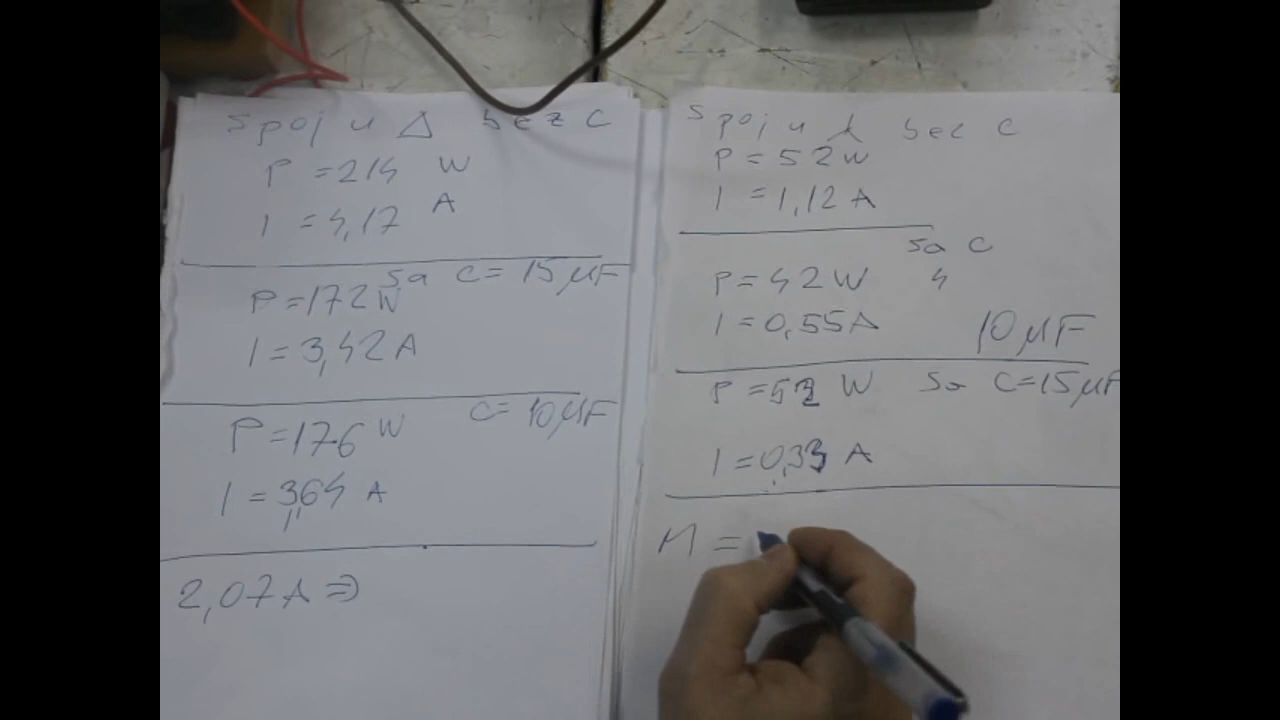 Spoj u Δ bez C
P = 214 W
I = 4,17 A
sa C = 15 μF
P = 172 W
I = 3,42 A
C = 10 μF
P = 176 W
I = 3,64 A
2,07 A ⇒
Spoj u Y bez C
P = 52 W
I = 1,12 A
sa C
P = 42 W
I = 0,55 A
10 μF
P = 52 W sa C = 15 μF
I = 0,33 A
M =